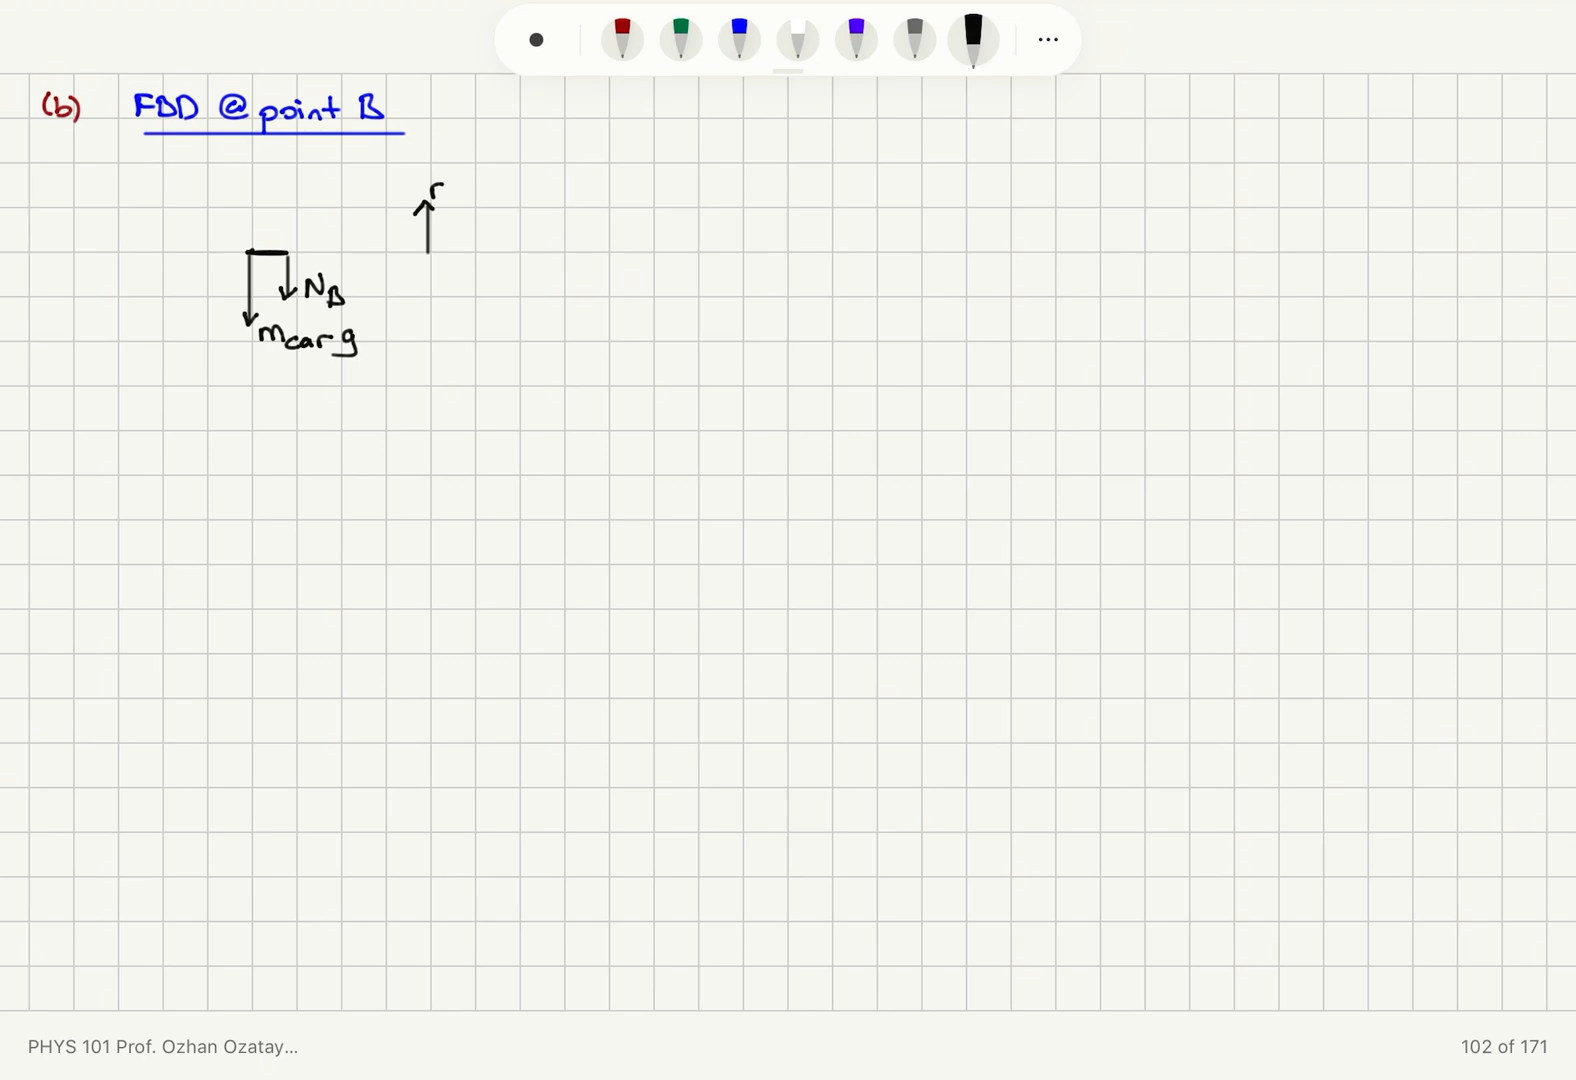 (b) FBD @ point B
r
N_B
m_car g
PHYS 101 Prof. Ozhan Ozatay...
102 of 171